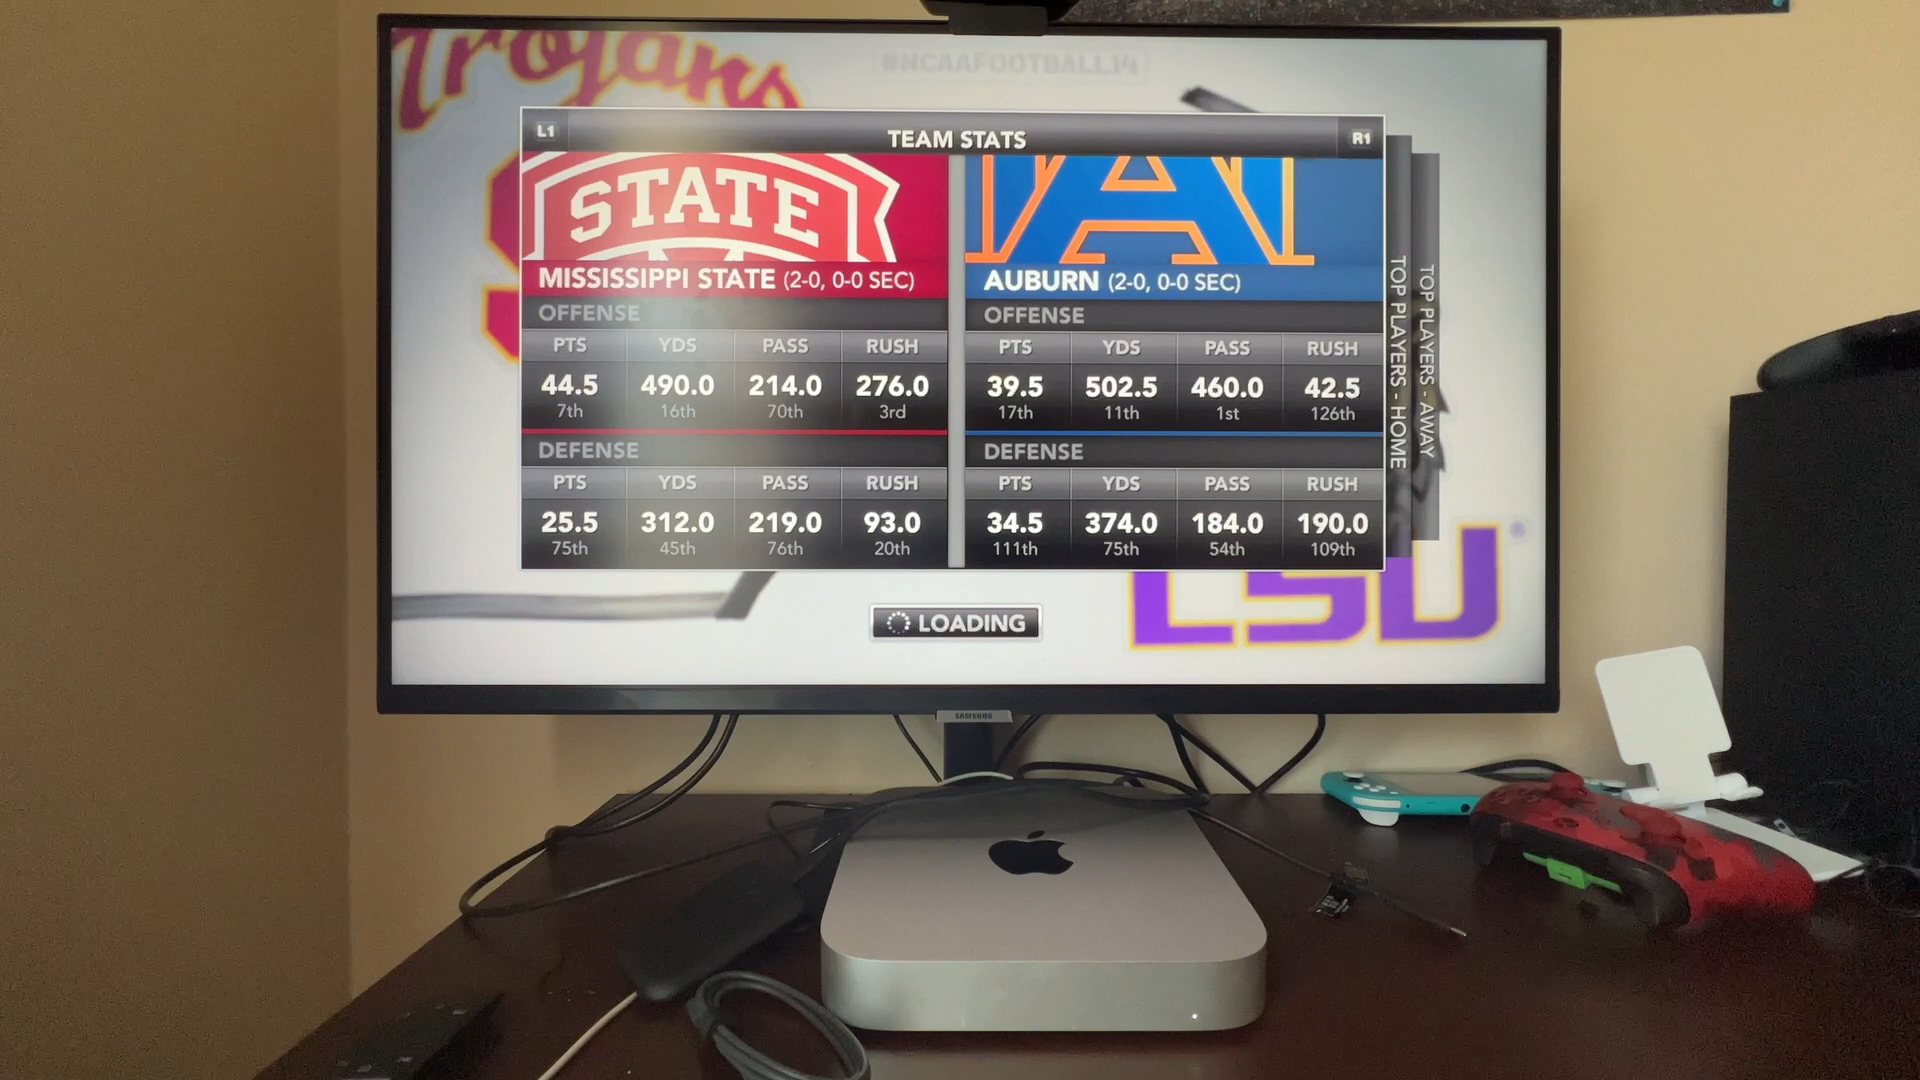 Trojans
#NCAAFOOTBALL14
L1
TEAM STATS
R1
STATE
MISSISSIPPI STATE (2-0, 0-0 SEC)
OFFENSE
PTS YDS PASS RUSH
44.5 490.0 214.0 276.0
7th 16th 70th 3rd
DEFENSE
PTS YDS PASS RUSH
25.5 312.0 219.0 93.0
75th 45th 76th 20th
AUBURN (2-0, 0-0 SEC)
OFFENSE
PTS YDS PASS RUSH
39.5 502.5 460.0 42.5
17th 11th 1st 126th
DEFENSE
PTS YDS PASS RUSH
34.5 374.0 184.0 190.0
111th 75th 54th 109th
TOP PLAYERS - HOME
TOP PLAYERS - AWAY
LOADING
LSU
SAMSUNG